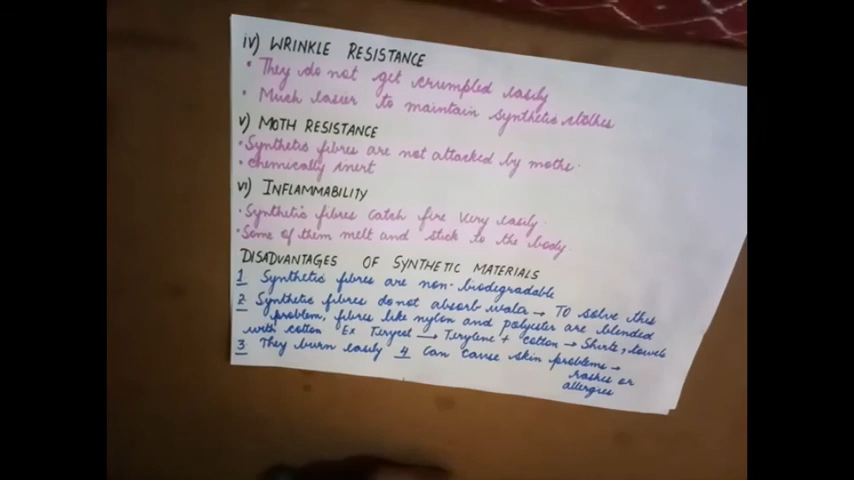 iv) WRINKLE RESISTANCE
• They do not get crumpled easily
• Much easier to maintain synthetic clothes
v) MOTH RESISTANCE
• Synthetic fibres are not attacked by moths.
• chemically inert
vi) INFLAMMABILITY
• Synthetic fibres catch fire very easily.
• Some of them melt and stick to the body.
DISADVANTAGES OF SYNTHETIC MATERIALS
1 Synthetic fibres are non-biodegradable
2 Synthetic fibres do not absorb water → TO solve this
problem, fibres like nylon and polyester are blended
with cotton Ex Terycot → Terylene + cotton → Shirts, towels
3 They burn easily 4 Can cause skin problems →
rashes or
allergies